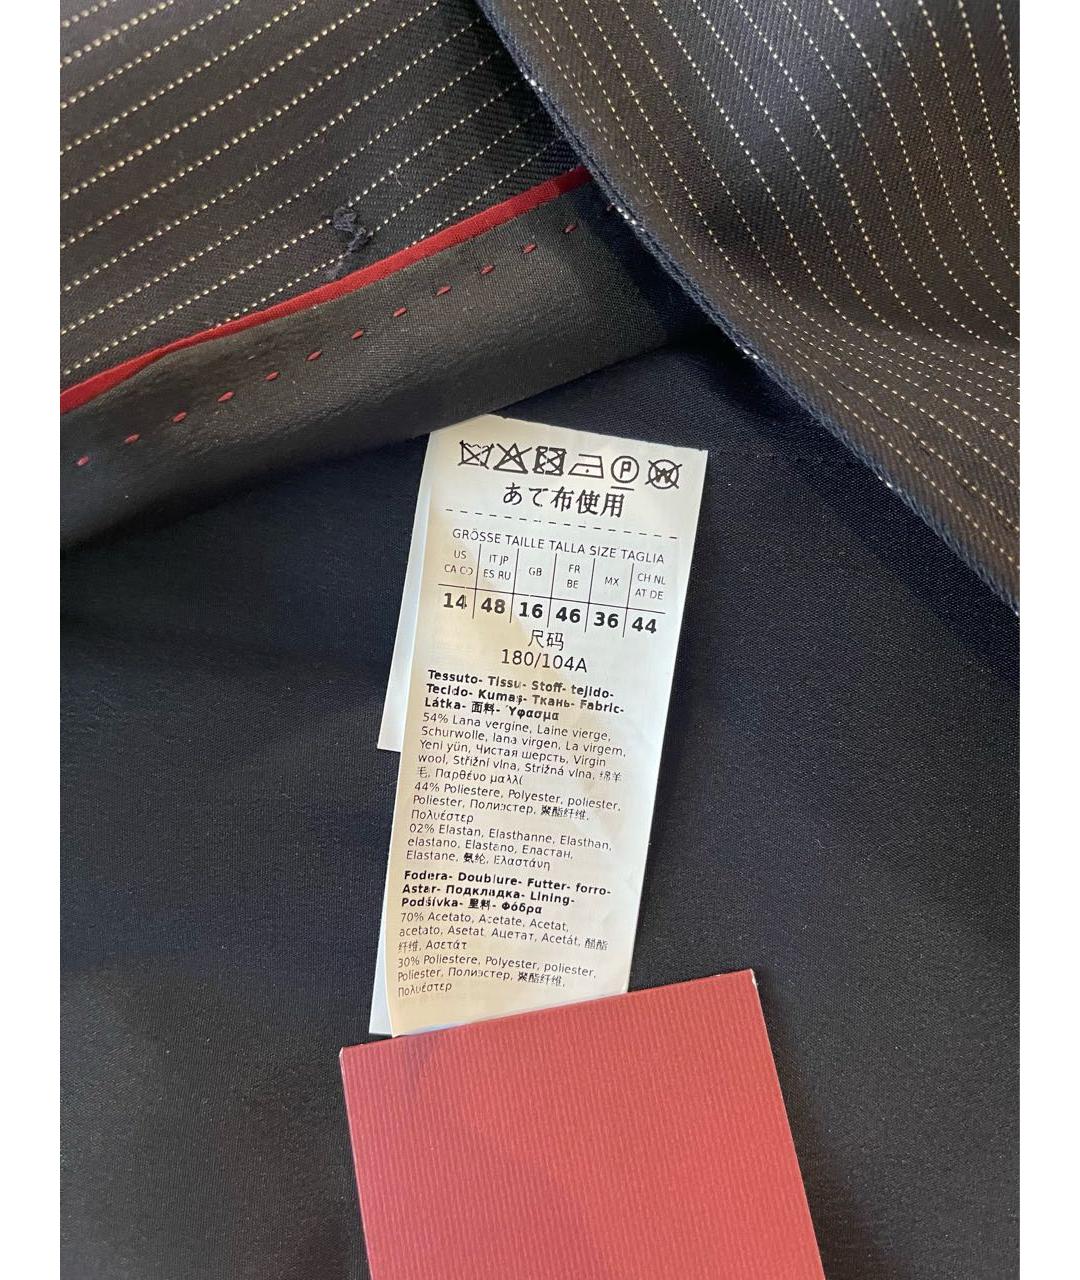 P
W
あて布使用
GRÖSSE TAILLE TALLA SIZE TAGLIA
US CA CO | IT JP ES RU | GB | FR BE | MX | CH NL AT DE
14 | 48 | 16 | 46 | 36 | 44
尺码
180/104A
Tessuto- Tissu- Stoff- tejido-
Tecido- Kumaş- Ткань- Fabric-
Látka- 面料- Ύφασμα
54% Lana vergine, Laine vierge,
Schurwolle, lana virgen, La virgem,
Yeni yün, Чистая шерсть, Virgin
wool, Střižní vlna, Strižná vlna, 绵羊
毛, Παρθένο μαλλί
44% Poliestere, Polyester, poliester,
Poliester, Полиэстер, 聚酯纤维,
Πολυέστερ
02% Elastan, Elasthanne, Elasthan,
elastano, Elastano, Еластан,
Elastane, 氨纶, Ελαστάνη
Fodera- Doublure- Futter- forro-
Astar- Подкладка- Lining-
Podšívka- 里料- Φόδρα
70% Acetato, Acetate, Acetat,
acetato, Asetat, Ацетат, Acetát, 醋酯
纤维, Ασετάτ
30% Poliestere, Polyester, poliester,
Poliester, Полиэстер, 聚酯纤维,
Πολυέστερ